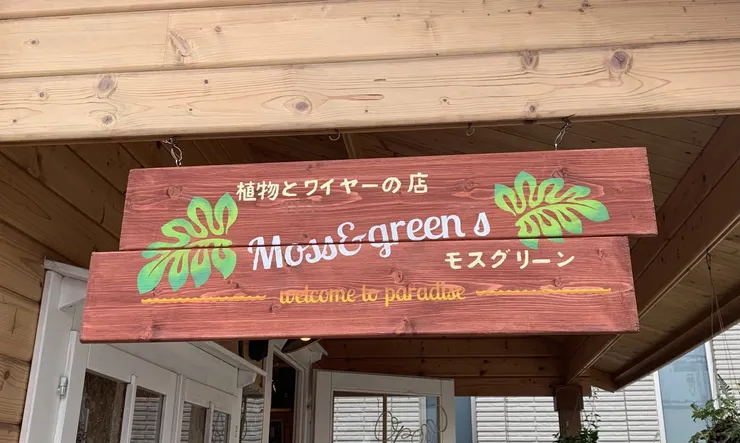 植物とワイヤーの店
Moss&green s
モスグリーン
welcome to paradise
open